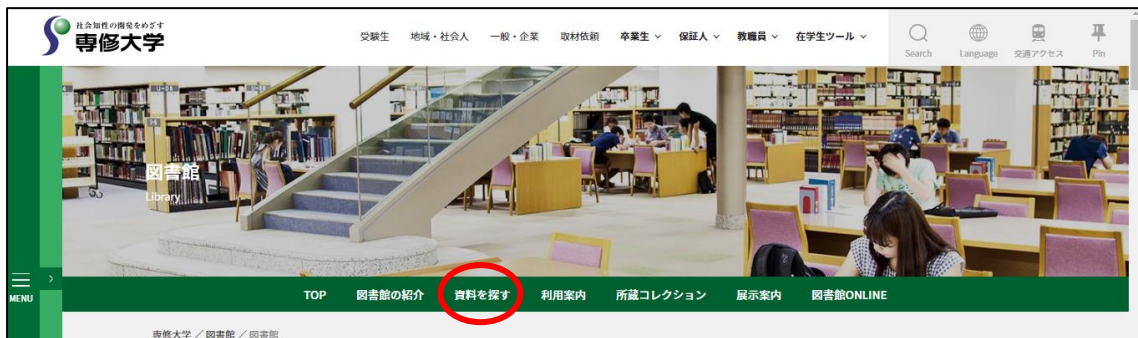 社会知性の開発をめざす
専修大学
受験生 地域・社会人 一般・企業 取材依頼 卒業生 保証人 教職員 在学生ツール
Search Language 交通アクセス Pin
図書館
Library
MENU
TOP 図書館の紹介 資料を探す 利用案内 所蔵コレクション 展示案内 図書館ONLINE
専修大学 ／ 図書館 ／ 図書館